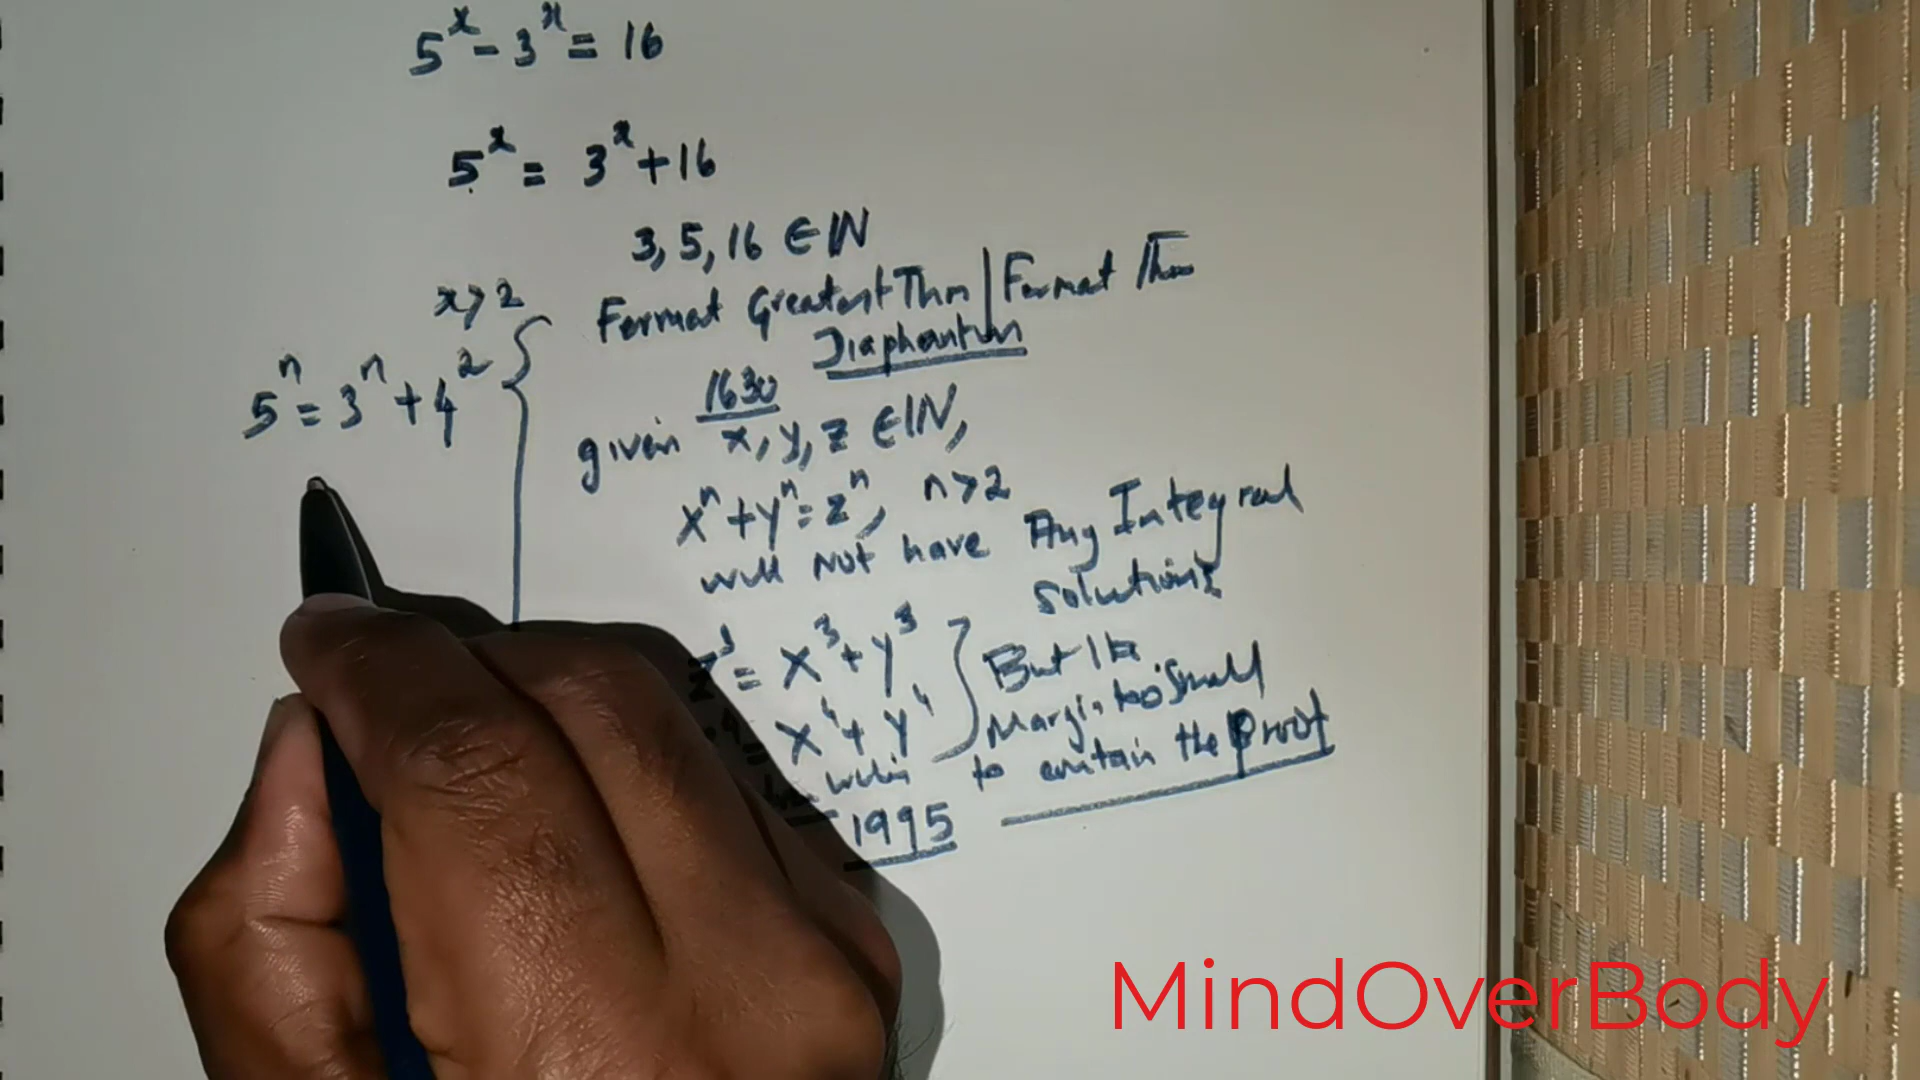 5^x - 3^x = 16
5^x = 3^x + 16
3, 5, 16 ∈ ℕ
Fermat Greatest Thm | Fermat Thm
Diaphantun
x > 2
5^n = 3^n + 4^2
1630
given x, y, z ∈ ℕ,
x^n + y^n = z^n, n > 2
will not have Any Integral
solutions
z^3 = x^3 + y^3
x^4 + y^4
But the
Margin too small
to contain the Proof
1995
MindOverBody